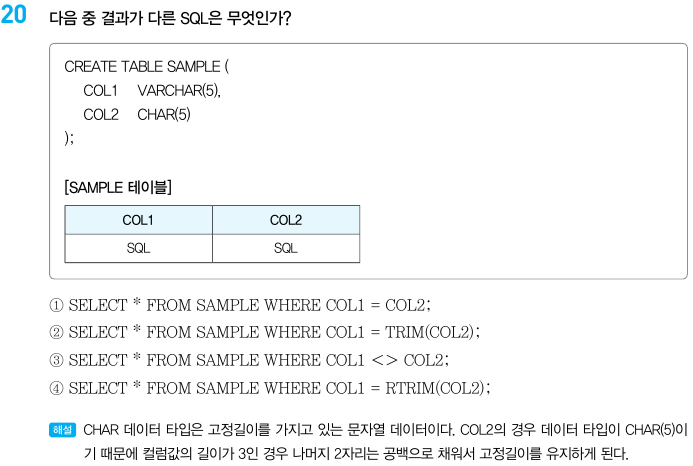 20 다음 중 결과가 다른 SQL은 무엇인가?
CREATE TABLE SAMPLE (
COL1 VARCHAR(5),
COL2 CHAR(5)
);
[SAMPLE 테이블]
COL1 COL2
SQL SQL
① SELECT * FROM SAMPLE WHERE COL1 = COL2;
② SELECT * FROM SAMPLE WHERE COL1 = TRIM(COL2);
③ SELECT * FROM SAMPLE WHERE COL1 <> COL2;
④ SELECT * FROM SAMPLE WHERE COL1 = RTRIM(COL2);
해설 CHAR 데이터 타입은 고정길이를 가지고 있는 문자열 데이터이다. COL2의 경우 데이터 타입이 CHAR(5)이
기 때문에 컬럼값의 길이가 3인 경우 나머지 2자리는 공백으로 채워서 고정길이를 유지하게 된다.